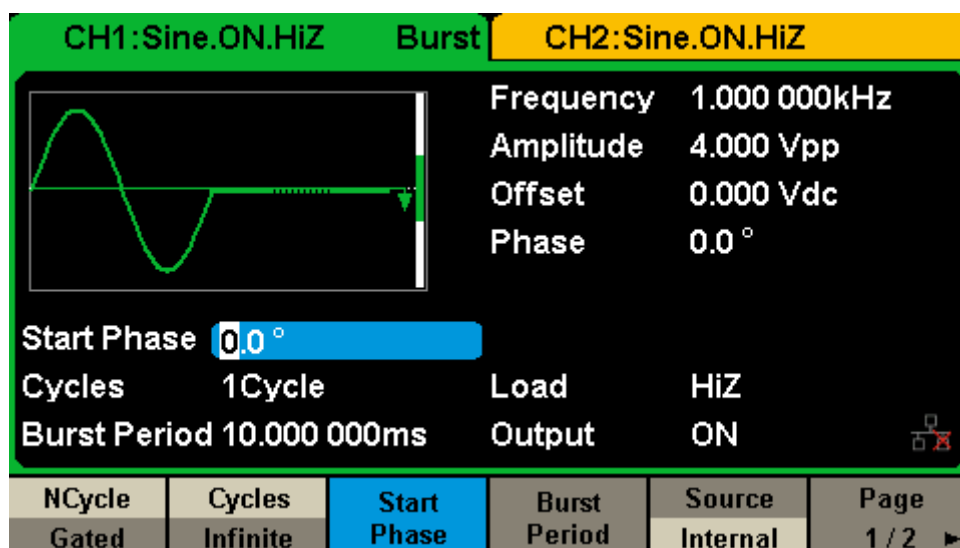 CH1:Sine.ON.HiZ Burst CH2:Sine.ON.HiZ
Frequency 1.000 000kHz
Amplitude 4.000 Vpp
Offset 0.000 Vdc
Phase 0.0 °
Start Phase 0.0 °
Cycles 1Cycle Load HiZ
Burst Period 10.000 000ms Output ON
NCycle Cycles Start Burst Source Page
Gated Infinite Phase Period Internal 1/2 ►